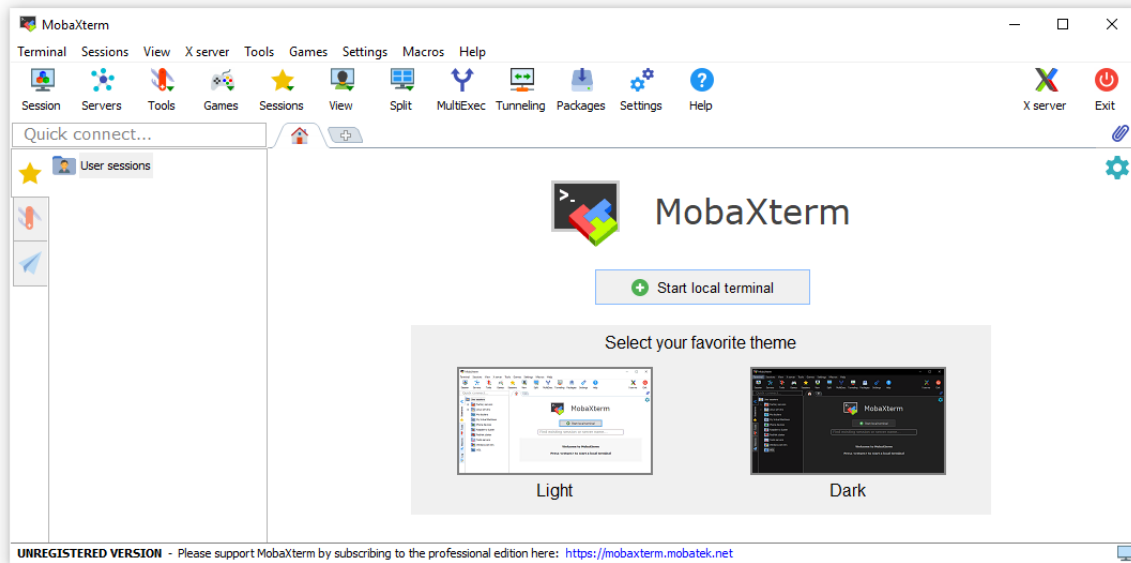 MobaXterm
Terminal Sessions View X server Tools Games Settings Macros Help
Session Servers Tools Games Sessions View Split MultiExec Tunneling Packages Settings Help X server Exit
Quick connect...
User sessions
>_
MobaXterm
Start local terminal
Select your favorite theme
MobaXterm
MobaXterm
Light Dark
UNREGISTERED VERSION - Please support MobaXterm by subscribing to the professional edition here: https://mobaxterm.mobatek.net